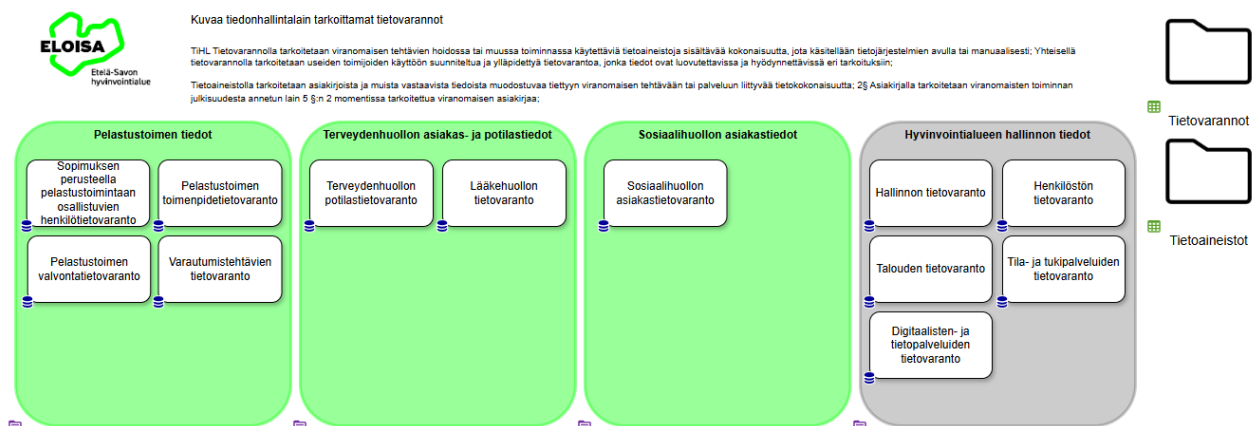 ELOISA
Etelä-Savon
hyvinvointialue
Kuvaa tiedonhallintalain tarkoittamat tietovarannot
TiHL Tietovarannolla tarkoitetaan viranomaisen tehtävien hoidossa tai muussa toiminnassa käytettäviä tietoaineistoja sisältävää kokonaisuutta, jota käsitellään tietojärjestelmien avulla tai manuaalisesti; Yhteisellä
tietovarannolla tarkoitetaan useiden toimijoiden käyttöön suunniteltua ja ylläpidettyä tietovarantoa, jonka tiedot ovat luovutettavissa ja hyödynnettävissä eri tarkoituksiin;
Tietoaineistolla tarkoitetaan asiakirjoista ja muista vastaavista tiedoista muodostuvaa tiettyyn viranomaisen tehtävään tai palveluun liittyvää tietokokonaisuutta; 2§ Asiakirjalla tarkoitetaan viranomaisten toiminnan
julkisuudesta annetun lain 5 §:n 2 momentissa tarkoitettua viranomaisen asiakirjaa;
Pelastustoimen tiedot
Sopimuksen
perusteella
pelastustoimintaan
osallistuvien
henkilötietovaranto
Pelastustoimen
toimenpidetietovaranto
Pelastustoimen
valvontatietovaranto
Varautumistehtävien
tietovaranto
Terveydenhuollon asiakas- ja potilastiedot
Terveydenhuollon
potilastietovaranto
Lääkehuollon
tietovaranto
Sosiaalihuollon asiakastiedot
Sosiaalihuollon
asiakastietovaranto
Hyvinvointialueen hallinnon tiedot
Hallinnon tietovaranto
Henkilöstön
tietovaranto
Talouden tietovaranto
Tila- ja tukipalveluiden
tietovaranto
Digitaalisten- ja
tietopalveluiden
tietovaranto
Tietovarannot
Tietoaineistot